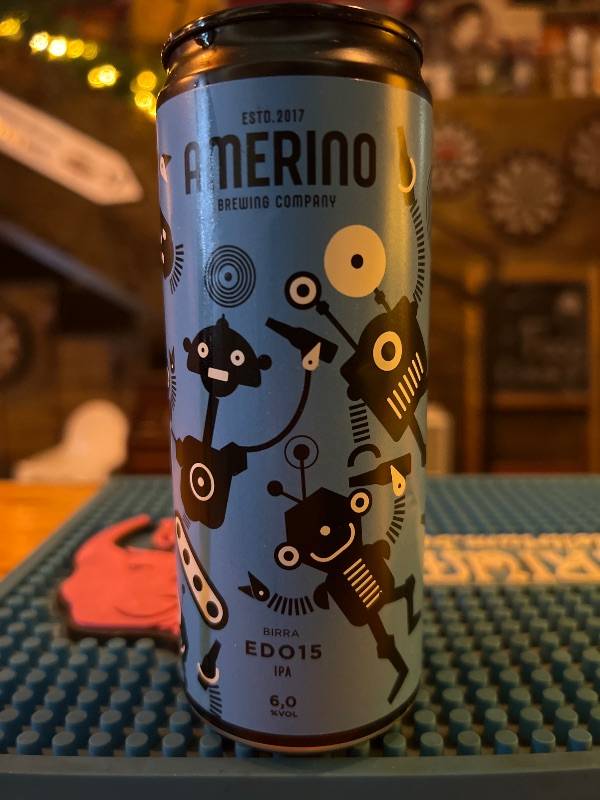 ESTD.2017
AMERINO
BREWING COMPANY
BIRRA
EDO15
IPA
6,0
%VOL